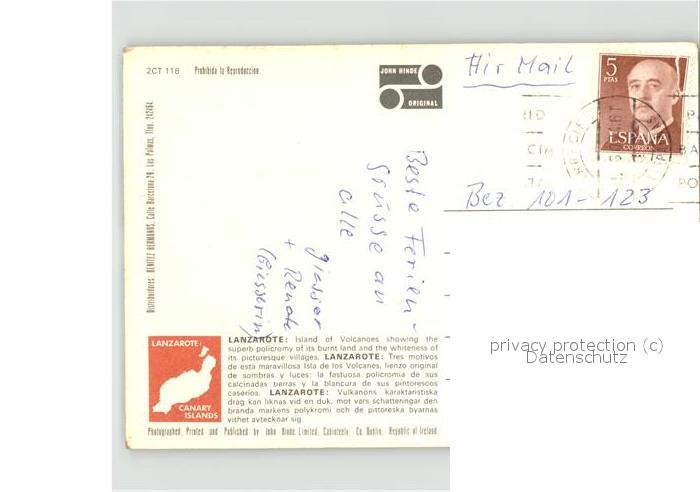 2CT 118 Prohibida la Reproduccion
JOHN HINDE
ORIGINAL
Air Mail
5
PTAS
ESPAÑA
CORREOS
Bez 101-123
Beste Ferien-
Grüsse an
alle
+ Renate
Distribuidores: BENITEZ HERMANOS, Calle Barcelona 29, Las Palmas, Tfno. 242464.
LANZAROTE:
CANARY
ISLANDS
LANZAROTE: Island of Volcanoes showing the
superb policromy of its burnt land and the whiteness of
its picturesque villages. LANZAROTE: Tres motivos
de esta maravillosa Isla de los Volcanes, lienzo original
de sombras y luces; la fastuosa policromia de sus
calcinadas tierras y la blancura de sus pintorescos
caserios. LANZAROTE: Vulkanons karakteristiska
drag kan liknas vid en duk, mot vars schatteringar den
brända markens polykromi och de pittoreska byarnas
vithet avtecknar sig.
Photographed, Printed and Published by John Hinde Limited, Cabinteely, Co. Dublin, Republic of Ireland.
privacy protection (c)
Datenschutz